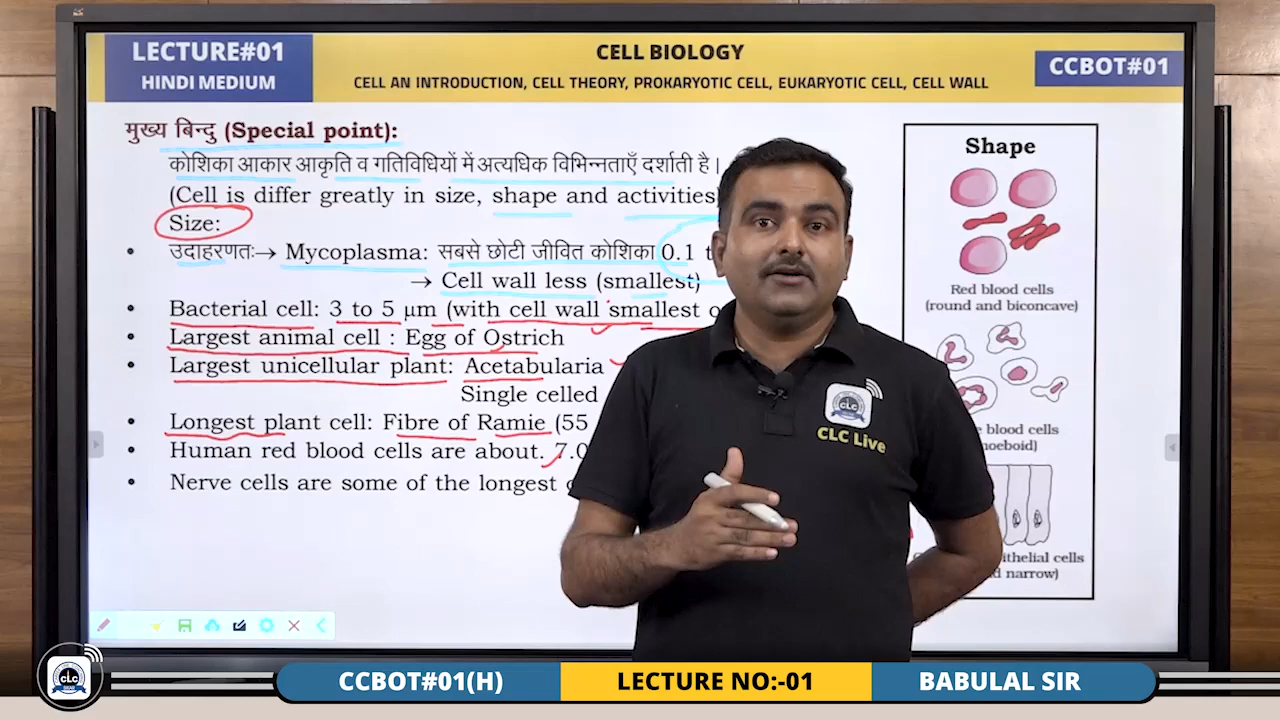 LECTURE#01
HINDI MEDIUM
CELL BIOLOGY
CELL AN INTRODUCTION, CELL THEORY, PROKARYOTIC CELL, EUKARYOTIC CELL, CELL WALL
CCBOT#01
मुख्य बिन्दु (Special point):
कोशिका आकार आकृति व गतिविधियों में अत्यधिक विभिन्नताएँ दर्शाती है।
(Cell is differ greatly in size, shape and activities)
Size:
• उदाहरणतः→ Mycoplasma: सबसे छोटी जीवित कोशिका 0.1
→ Cell wall less (smallest)
• Bacterial cell: 3 to 5 µm (with cell wall smallest
• Largest animal cell : Egg of Ostrich
• Largest unicellular plant: Acetabularia
Single celled
• Longest plant cell: Fibre of Ramie (55
• Human red blood cells are about. 7.0
• Nerve cells are some of the longest
Shape
Red blood cells
(round and biconcave)
blood cells
CLC
CLC Live
CLC
SIKAR
CCBOT#01(H)
LECTURE NO:-01
BABULAL SIR